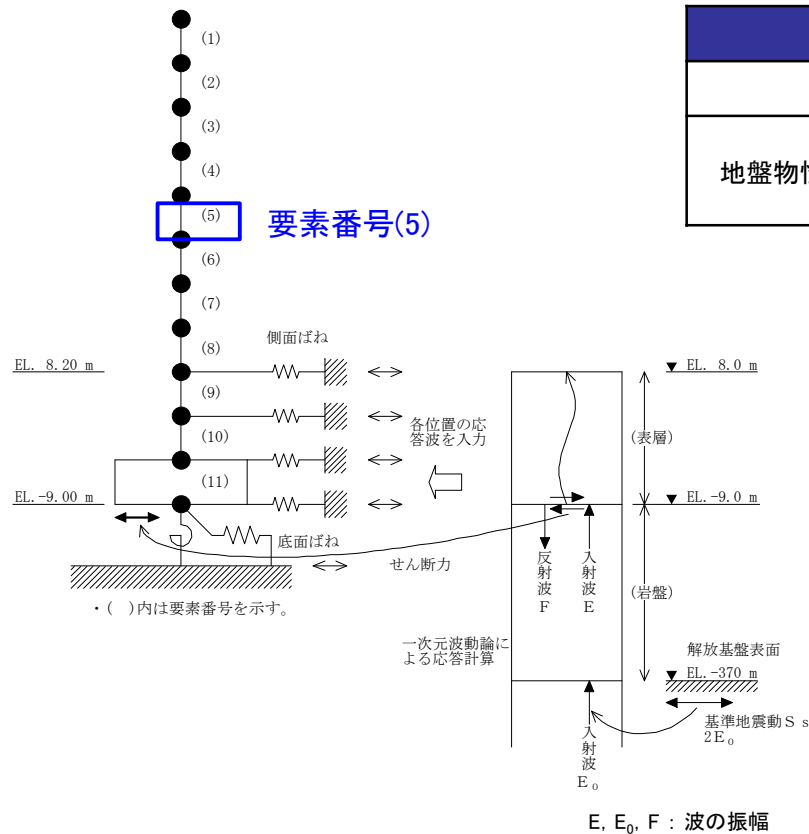 (1)
(2)
(3)
(4)
(5)
要素番号(5)
(6)
(7)
(8)
(9)
(10)
(11)
地盤物性
側面ばね
EL. 8.20 m
EL. -9.00 m
各位置の応
答波を入力
底面ばね
せん断力
・(　)内は要素番号を示す。
EL. 8.0 m
(表層)
EL. -9.0 m
反射波F
入射波E
(岩盤)
一次元波動論に
よる応答計算
解放基盤表面
EL. -370 m
基準地震動Ｓｓ
2E₀
入射波E₀
E, E₀, F : 波の振幅